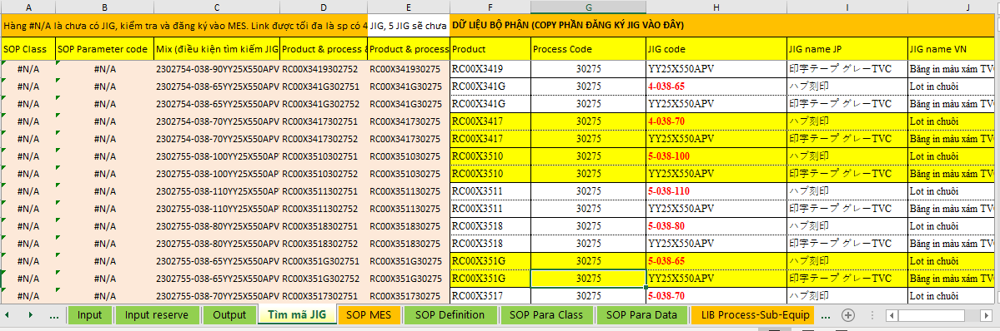 A B C D E F G H I J
Hàng #N/A là chưa có JIG, kiểm tra và đăng ký vào MES. Link được tối đa là sp có 4 JIG, 5 JIG sẽ chưa DỮ LIỆU BỘ PHẬN (COPY PHẦN ĐĂNG KÝ JIG VÀO ĐÂY)
SOP Class SOP Parameter code Mix (điều kiện tìm kiếm JIG Product & process & Product & process Product Process Code JIG code JIG name JP JIG name VN
#N/A #N/A 2302754-038-90YY25X550APV RC00X3419302752 RC00X341930275 RC00X3419 30275 YY25X550APV 印字テープ グレーTVC Băng in màu xám TV
#N/A #N/A 2302754-038-65YY25X550APV RC00X341G302751 RC00X341G30275 RC00X341G 30275 4-038-65 ハブ刻印 Lot in chuôi
#N/A #N/A 2302754-038-65YY25X550APV RC00X341G302752 RC00X341G30275 RC00X341G 30275 YY25X550APV 印字テープ グレーTVC Băng in màu xám TV
#N/A #N/A 2302754-038-70YY25X550APV RC00X3417302751 RC00X341730275 RC00X3417 30275 4-038-70 ハブ刻印 Lot in chuôi
#N/A #N/A 2302754-038-70YY25X550APV RC00X3417302752 RC00X341730275 RC00X3417 30275 YY25X550APV 印字テープ グレーTVC Băng in màu xám TV
#N/A #N/A 2302755-038-100YY25X550AP RC00X3510302751 RC00X351030275 RC00X3510 30275 5-038-100 ハブ刻印 Lot in chuôi
#N/A #N/A 2302755-038-100YY25X550AP RC00X3510302752 RC00X351030275 RC00X3510 30275 YY25X550APV 印字テープ グレーTVC Băng in màu xám TV
#N/A #N/A 2302755-038-110YY25X550AP RC00X3511302751 RC00X351130275 RC00X3511 30275 5-038-110 ハブ刻印 Lot in chuôi
#N/A #N/A 2302755-038-110YY25X550AP RC00X3511302752 RC00X351130275 RC00X3511 30275 YY25X550APV 印字テープ グレーTVC Băng in màu xám TV
#N/A #N/A 2302755-038-80YY25X550APV RC00X3518302751 RC00X351830275 RC00X3518 30275 5-038-80 ハブ刻印 Lot in chuôi
#N/A #N/A 2302755-038-80YY25X550APV RC00X3518302752 RC00X351830275 RC00X3518 30275 YY25X550APV 印字テープ グレーTVC Băng in màu xám TV
#N/A #N/A 2302755-038-65YY25X550APV RC00X351G302751 RC00X351G30275 RC00X351G 30275 5-038-65 ハブ刻印 Lot in chuôi
#N/A #N/A 2302755-038-65YY25X550APV RC00X351G302752 RC00X351G30275 RC00X351G 30275 YY25X550APV 印字テープ グレーTVC Băng in màu xám TV
#N/A #N/A 2302755-038-70YY25X550APV RC00X3517302751 RC00X351730275 RC00X3517 30275 5-038-70 ハブ刻印 Lot in chuôi
... Input Input reserve Output Tìm mã JIG SOP MES SOP Definition SOP Para Class SOP Para Data LIB Process-Sub-Equip ...